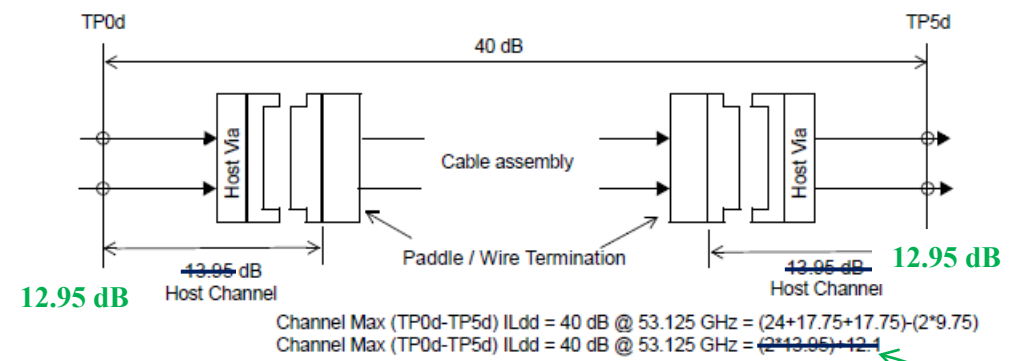 TP0d
TP5d
40 dB
Host Via
Cable assembly
Host Via
Paddle / Wire Termination
13.95 dB
Host Channel
12.95 dB
13.95 dB
Host Channel
12.95 dB
Channel Max (TP0d-TP5d) ILdd = 40 dB @ 53.125 GHz = (24+17.75+17.75)-(2*9.75)
Channel Max (TP0d-TP5d) ILdd = 40 dB @ 53.125 GHz = (2*13.95)+12.1